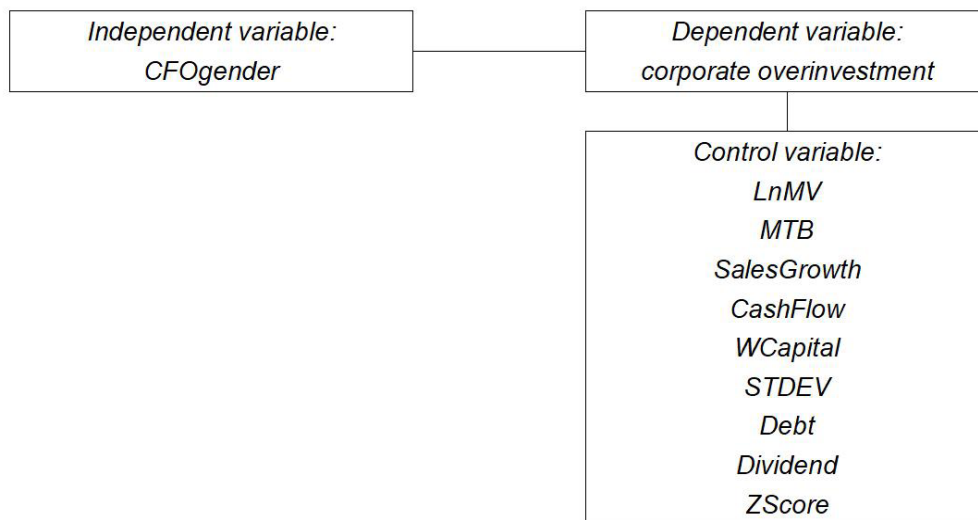 Independent variable:
CFOgender
Dependent variable:
corporate overinvestment
Control variable:
LnMV
MTB
SalesGrowth
CashFlow
WCapital
STDEV
Debt
Dividend
ZScore